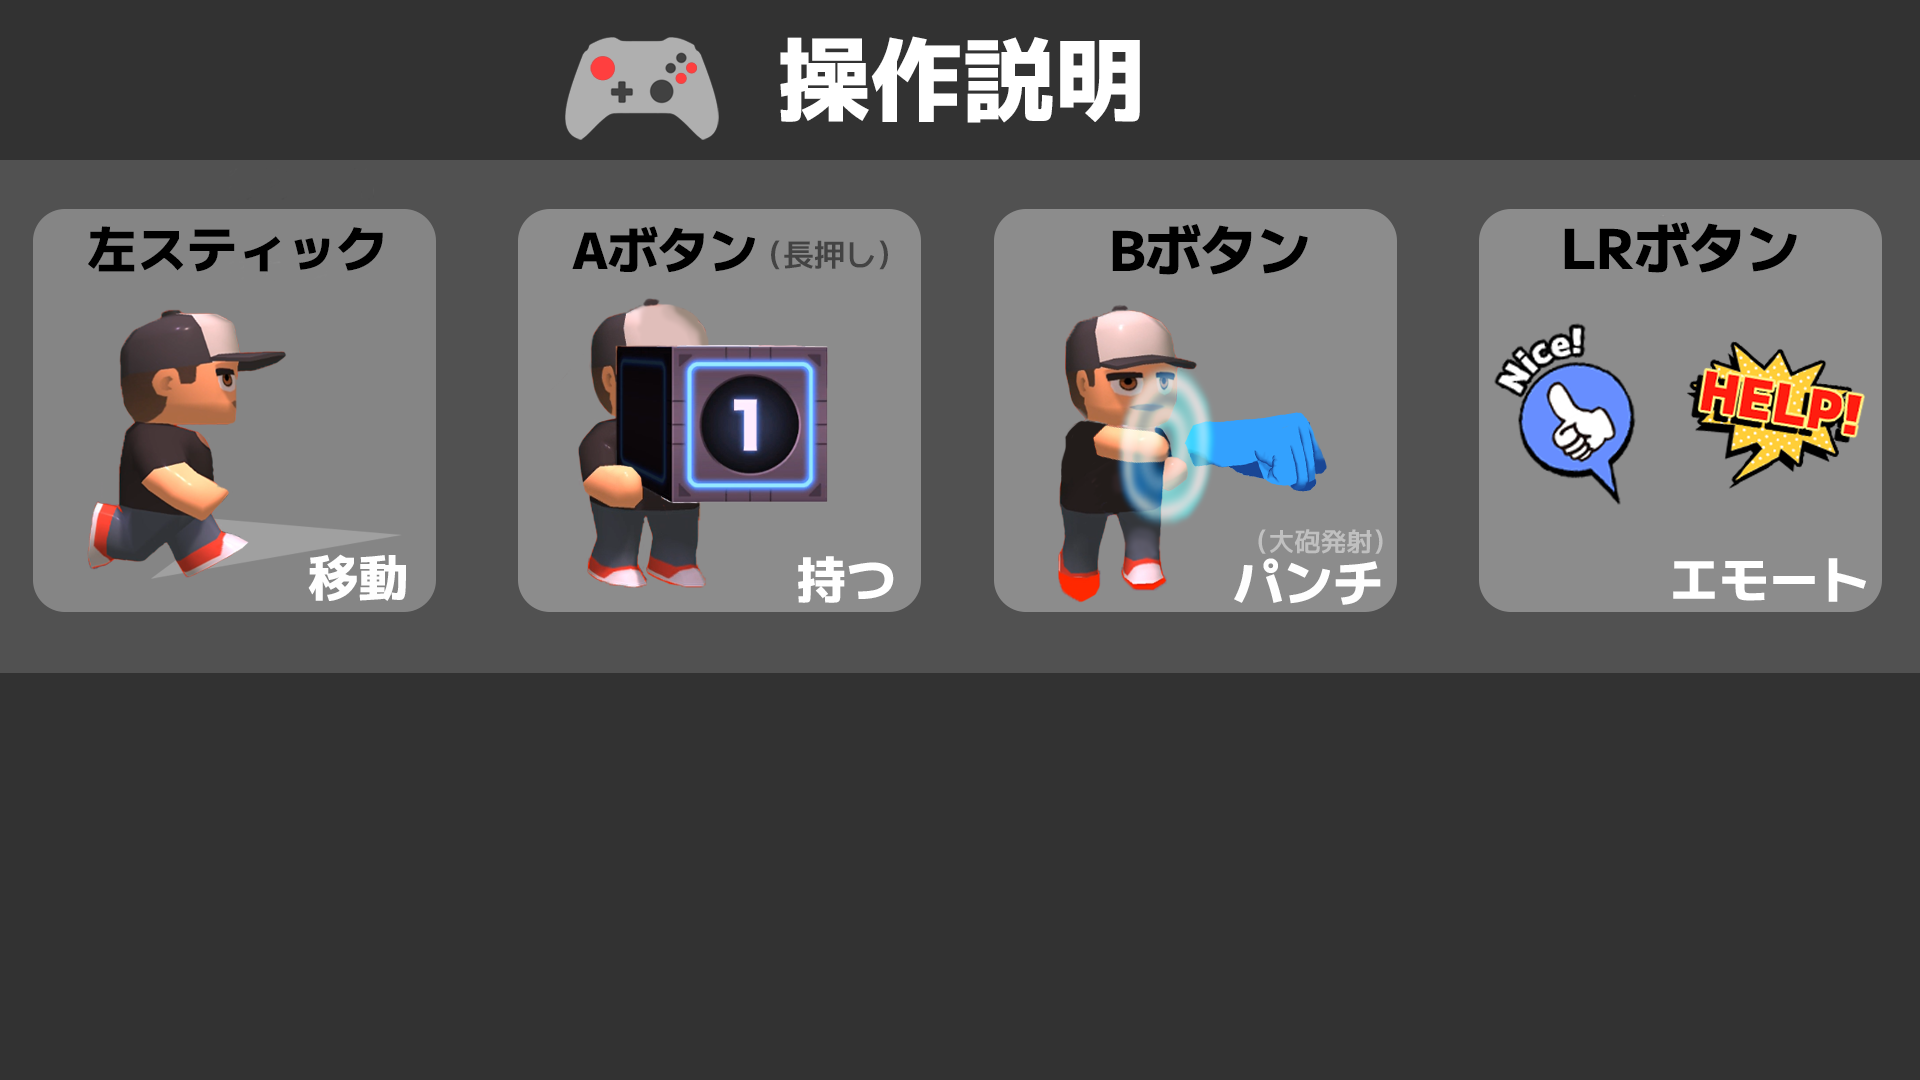 操作説明
左スティック
移動
Aボタン（長押し）
1
持つ
Bボタン
（大砲発射）
パンチ
LRボタン
Nice!
HELP!
エモート